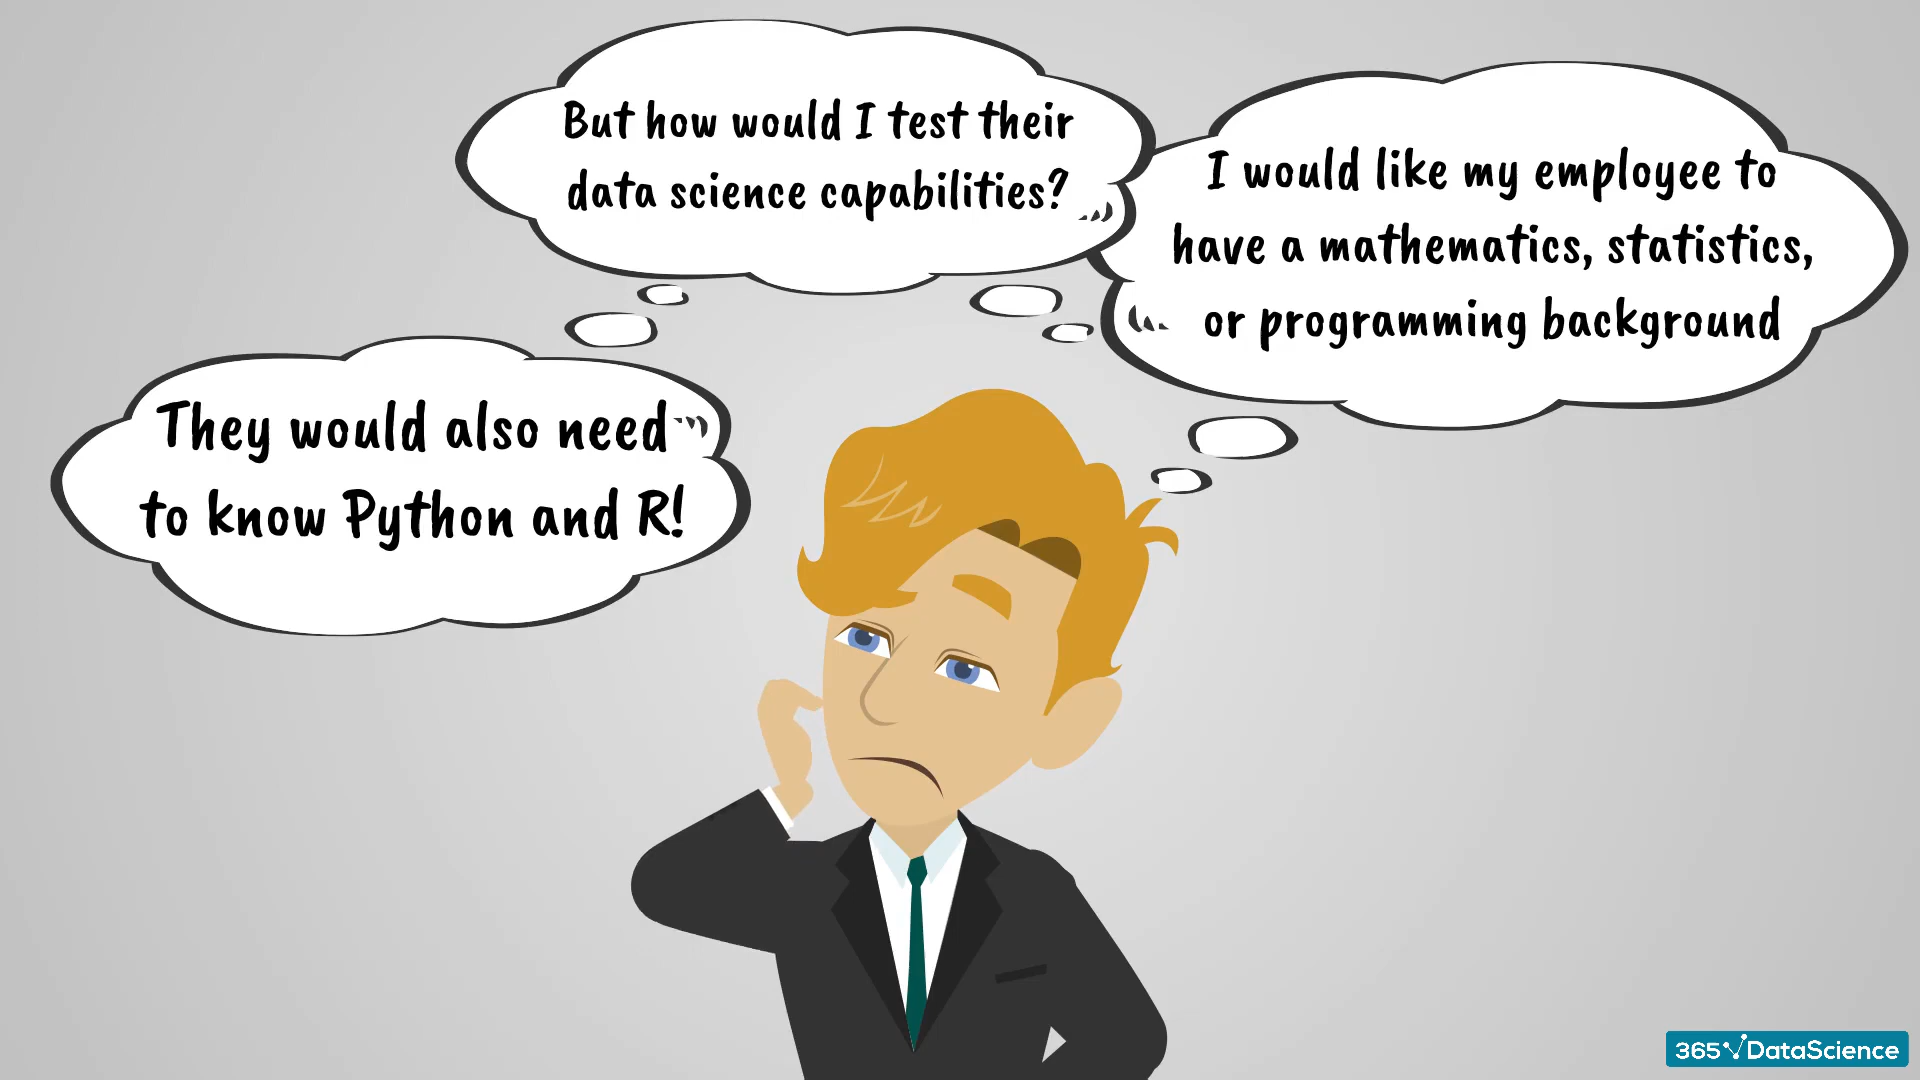 But how would I test their
data science capabilities?
I would like my employee to
have a mathematics, statistics,
or programming background
They would also need
to know Python and R!
365 DataScience